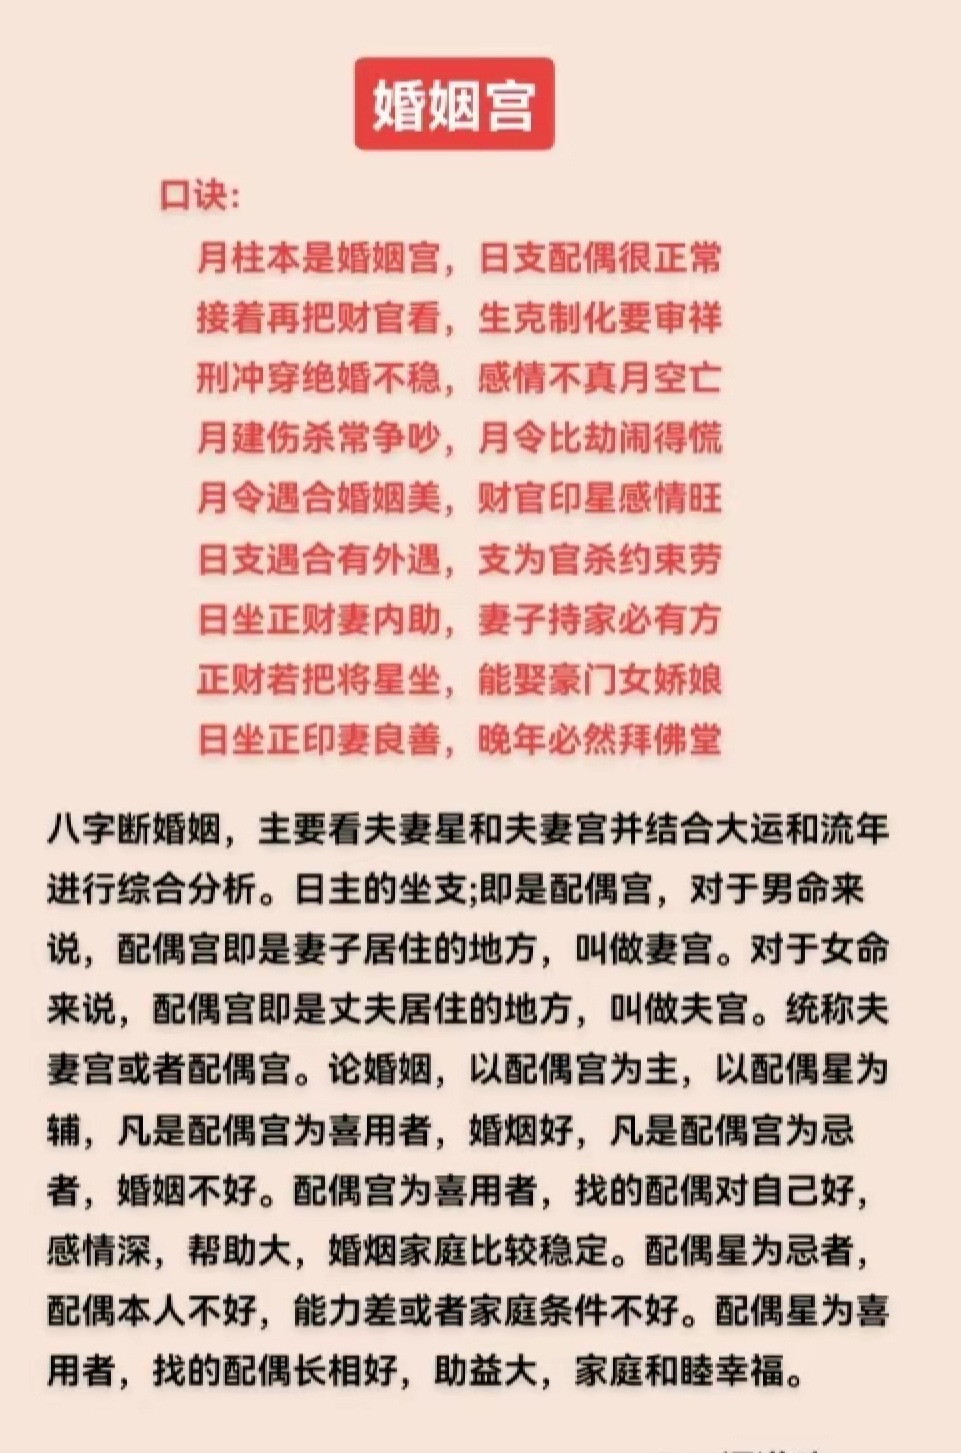 婚姻宫
口诀:
月柱本是婚姻宫，日支配偶很正常
接着再把财官看，生克制化要审祥
刑冲穿绝婚不稳，感情不真月空亡
月建伤杀常争吵，月令比劫闹得慌
月令遇合婚姻美，财官印星感情旺
日支遇合有外遇，支为官杀约束劳
日坐正财妻内助，妻子持家必有方
正财若把将星坐，能娶豪门女娇娘
日坐正印妻良善，晚年必然拜佛堂
八字断婚姻，主要看夫妻星和夫妻宫并结合大运和流年
进行综合分析。日主的坐支;即是配偶宫，对于男命来
说，配偶宫即是妻子居住的地方，叫做妻宫。对于女命
来说，配偶宫即是丈夫居住的地方，叫做夫宫。统称夫
妻宫或者配偶宫。论婚姻，以配偶宫为主，以配偶星为
辅，凡是配偶宫为喜用者，婚烟好，凡是配偶宫为忌
者，婚姻不好。配偶宫为喜用者，找的配偶对自己好，
感情深，帮助大，婚烟家庭比较稳定。配偶星为忌者，
配偶本人不好，能力差或者家庭条件不好。配偶星为喜
用者，找的配偶长相好，助益大，家庭和睦幸福。